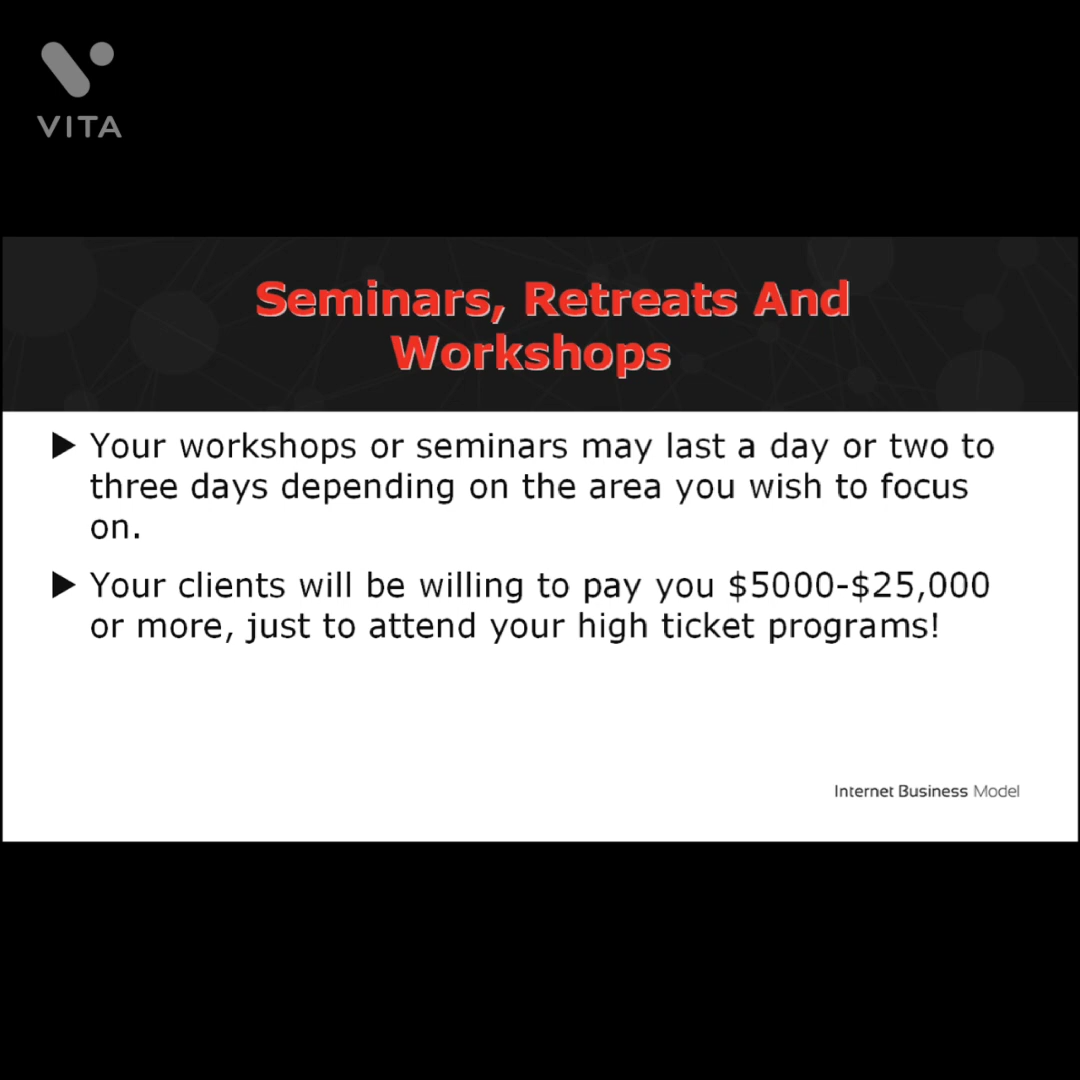 VITA
Seminars, Retreats And
Workshops
Your workshops or seminars may last a day or two to
three days depending on the area you wish to focus
on.
Your clients will be willing to pay you $5000-$25,000
or more, just to attend your high ticket programs!
Internet Business Model